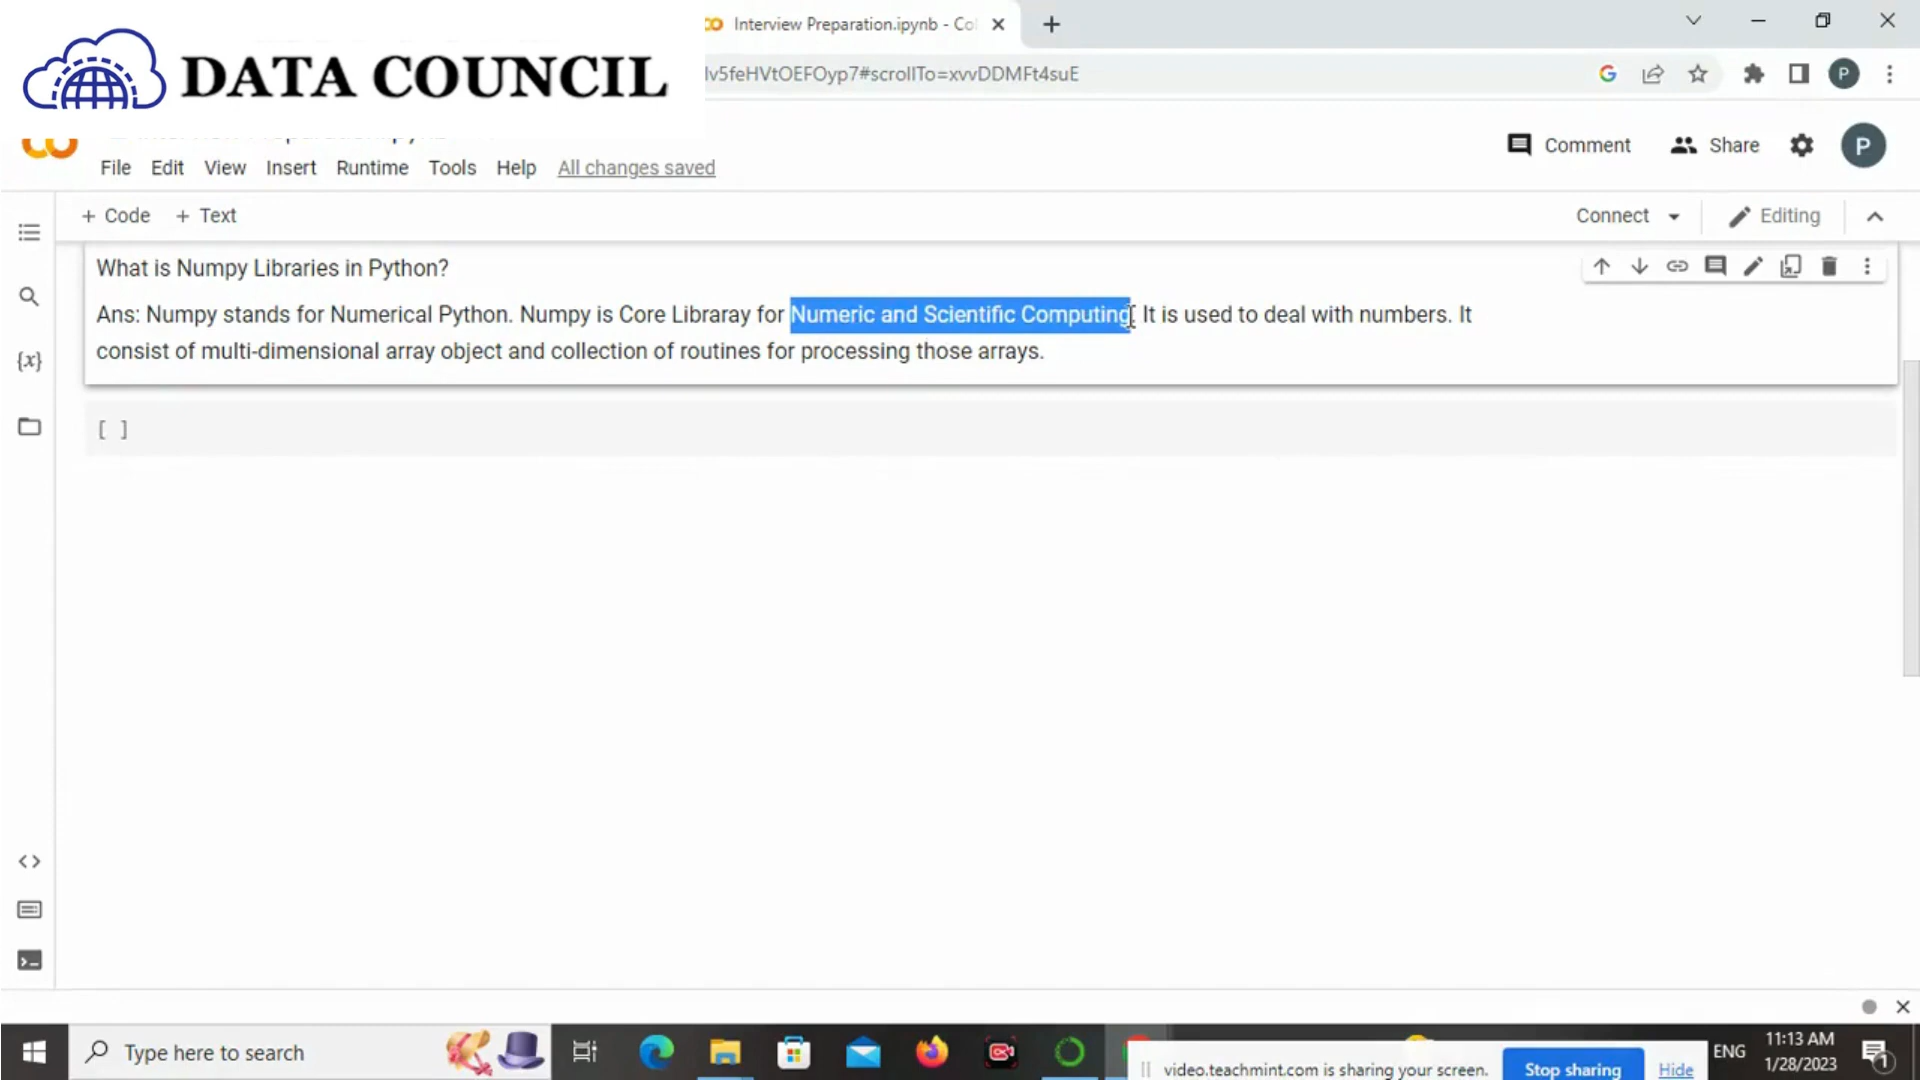 DATA COUNCIL
Interview Preparation.ipynb - Co
lv5feHVtOEFOyp7#scrollTo=xvvDDMFt4suE
File Edit View Insert Runtime Tools Help All changes saved
Comment Share P
+ Code + Text
Connect Editing
What is Numpy Libraries in Python?
Ans: Numpy stands for Numerical Python. Numpy is Core Libraray for Numeric and Scientific Computing. It is used to deal with numbers. It
consist of multi-dimensional array object and collection of routines for processing those arrays.
{x}
[ ]
Type here to search
video.teachmint.com is sharing your screen.
Stop sharing
Hide
ENG
11:13 AM
1/28/2023
1